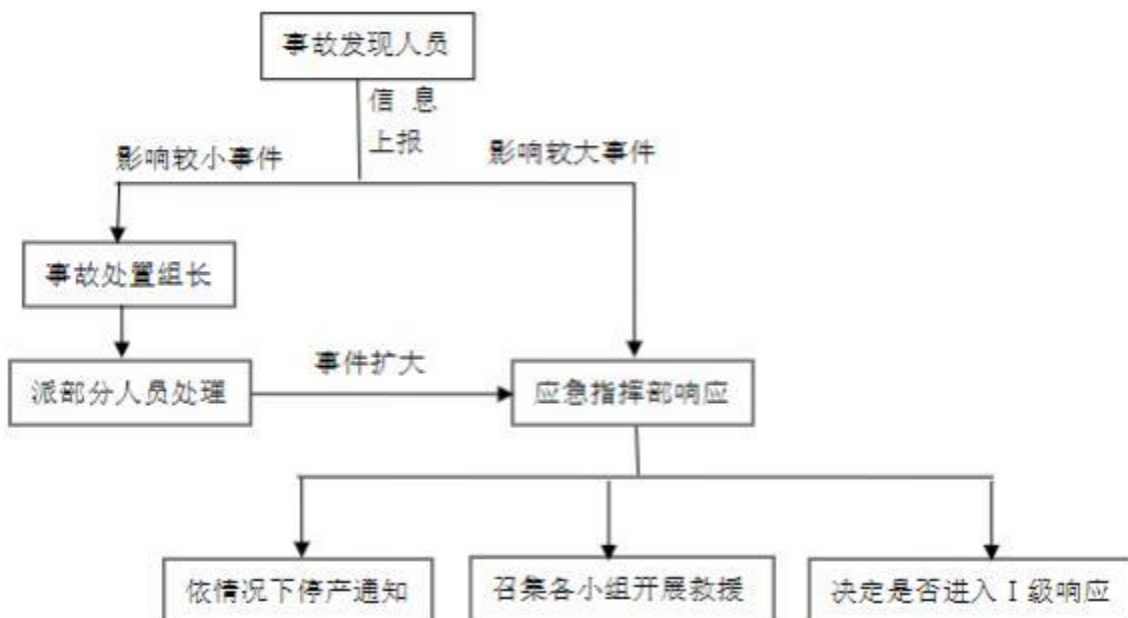 事故发现人员
信 息
上报
影响较小事件
影响较大事件
事故处置组长
派部分人员处理
事件扩大
应急指挥部响应
依情况下停产通知
召集各小组开展救援
决定是否进入 I 级响应